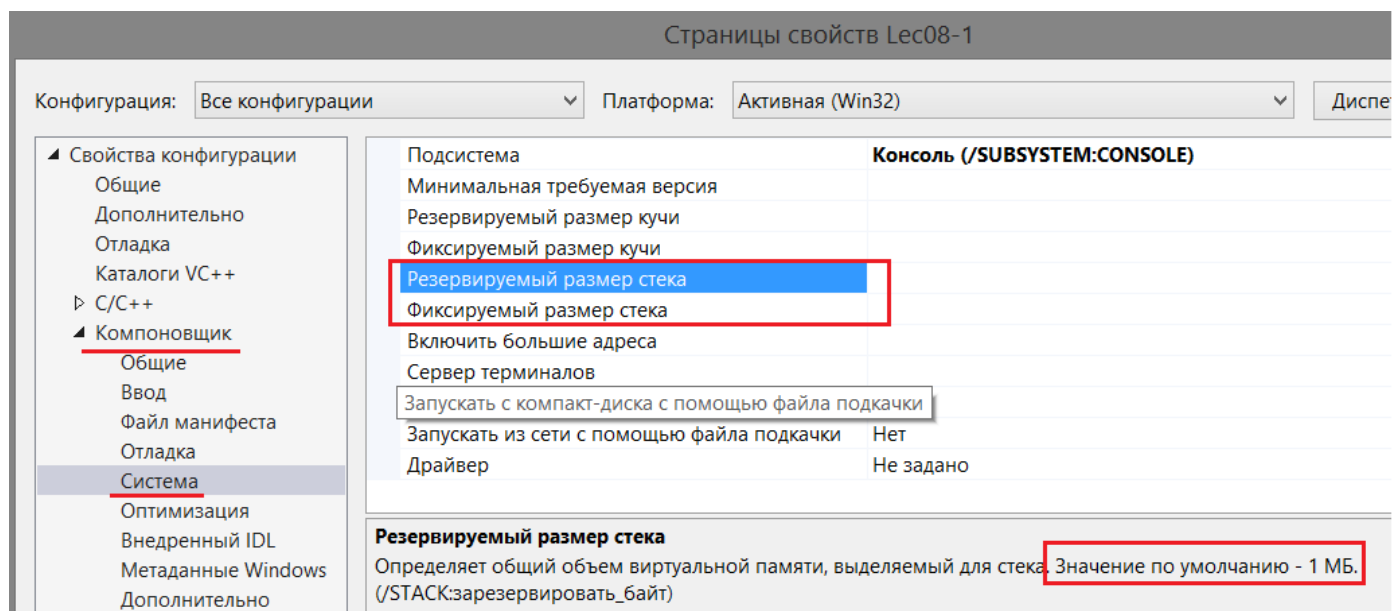 Страницы свойств Lec08-1
Конфигурация: Все конфигурации Платформа: Активная (Win32) Диспе
Свойства конфигурации
Общие
Дополнительно
Отладка
Каталоги VC++
C/C++
Компоновщик
Общие
Ввод
Файл манифеста
Отладка
Система
Оптимизация
Внедренный IDL
Метаданные Windows
Дополнительно
Подсистема Консоль (/SUBSYSTEM:CONSOLE)
Минимальная требуемая версия
Резервируемый размер кучи
Фиксируемый размер кучи
Резервируемый размер стека
Фиксируемый размер стека
Включить большие адреса
Сервер терминалов
Запускать с компакт-диска с помощью файла подкачки
Запускать из сети с помощью файла подкачки Нет
Драйвер Не задано
Резервируемый размер стека
Определяет общий объем виртуальной памяти, выделяемый для стека. Значение по умолчанию - 1 МБ.
(/STACK:зарезервировать_байт)